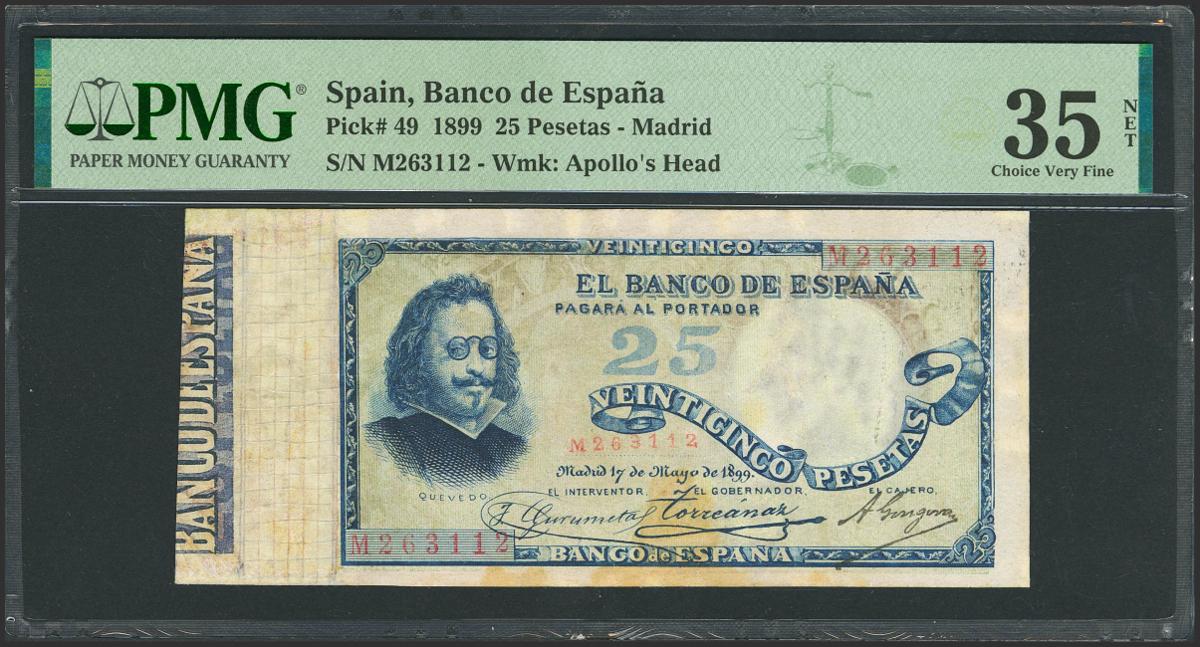 PMG®
PAPER MONEY GUARANTY
Spain, Banco de España
Pick# 49 1899 25 Pesetas - Madrid
S/N M263112 - Wmk: Apollo's Head
35
NET
Choice Very Fine
BANCO DE ESPAÑA
25
VEINTICINCO
M263112
EL BANCO DE ESPAÑA
PAGARÁ AL PORTADOR
25
VEINTICINCO PESETAS
M263112
Madrid 17 de Mayo de 1899.
QUEVEDO
EL INTERVENTOR,
EL GOBERNADOR,
EL CAJERO,
Torreánaz
M263112
BANCO de ESPAÑA
25